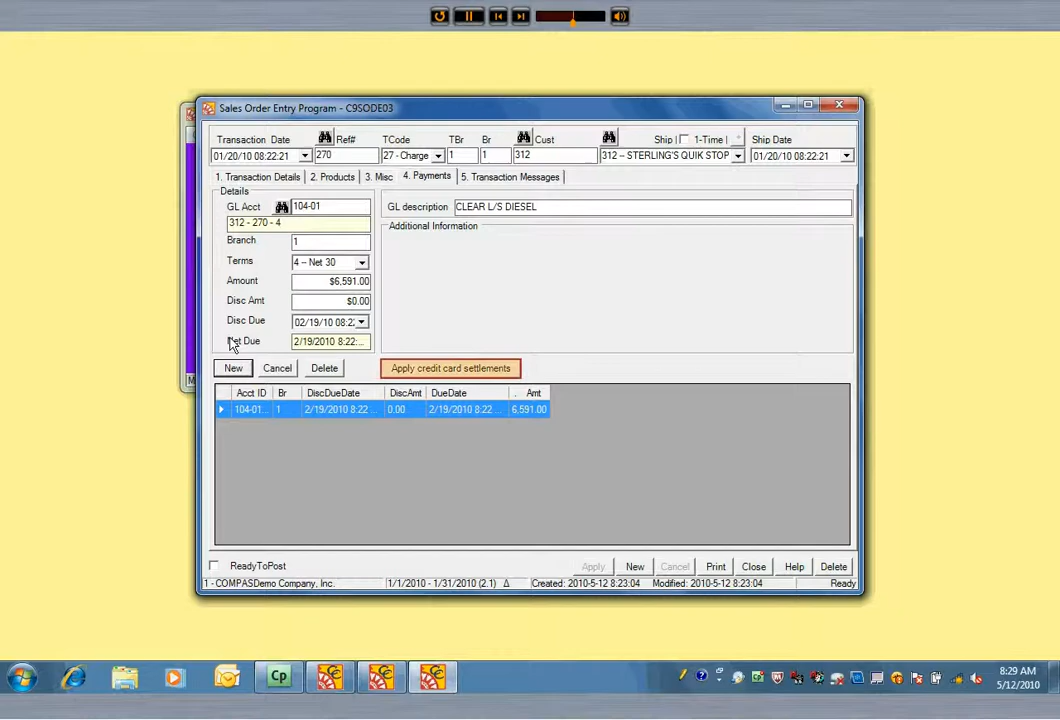 Sales Order Entry Program - C9SODE03
Transaction Date Ref# TCode TBr Br Cust Ship | 1-Time | + Ship Date
01/20/10 08:22:21 270 27 - Charge 1 1 312 312 -- STERLING'S QUIK STOP 01/20/10 08:22:21
1. Transaction Details 2. Products 3. Misc 4. Payments 5. Transaction Messages
Details
GL Acct 104-01 GL description CLEAR L/S DIESEL
312 - 270 - 4 Additional Information
Branch 1
Terms 4 -- Net 30
Amount $6,591.00
Disc Amt $0.00
Disc Due 02/19/10 08:22
Net Due 2/19/2010 8:22:...
New Cancel Delete Apply credit card settlements
Acct ID Br DiscDueDate DiscAmt DueDate . Amt
104-01... 1 2/19/2010 8:22 ... 0.00 2/19/2010 8:22 ... 6,591.00
ReadyToPost Apply New Cancel Print Close Help Delete
1 - COMPASDemo Company, Inc. 1/1/2010 - 1/31/2010 (2.1) Δ Created: 2010-5-12 8:23:04 Modified: 2010-5-12 8:23:04 Ready
Cp
8:29 AM
5/12/2010